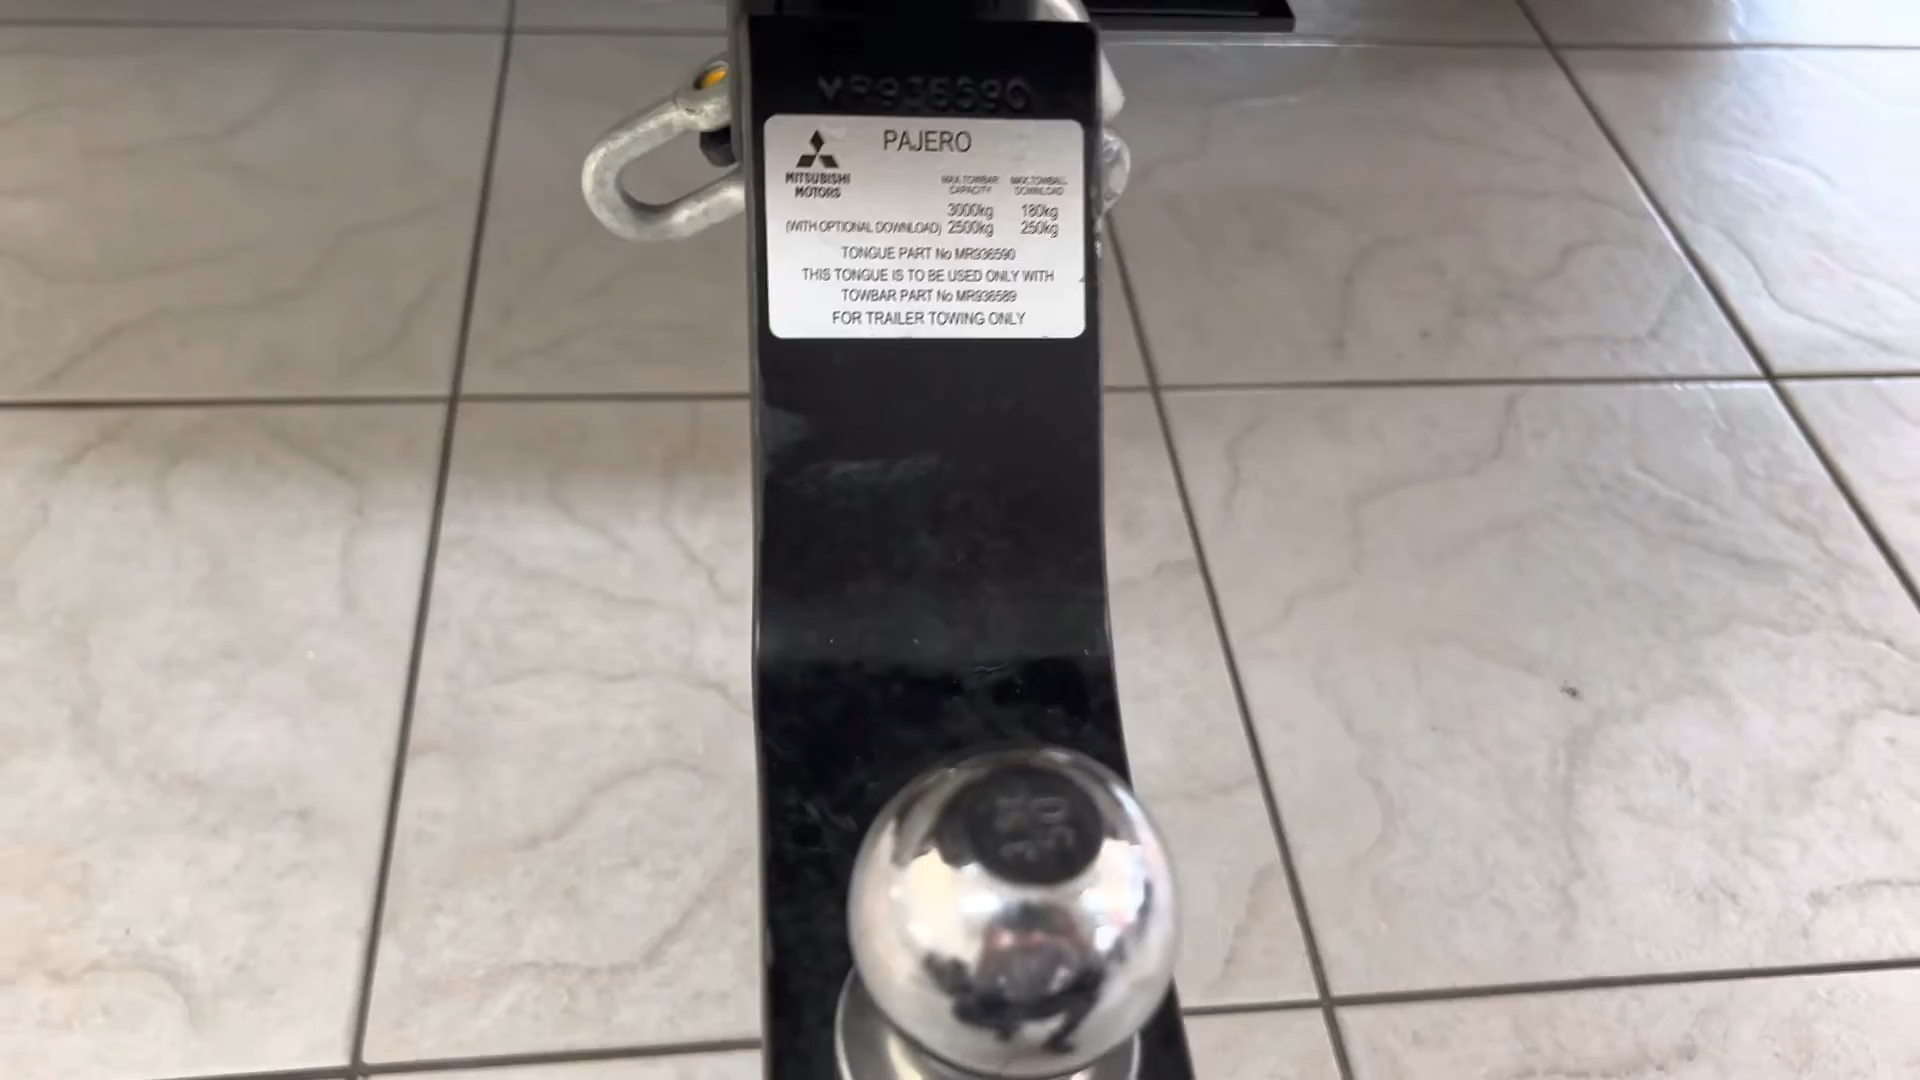 MR936590
PAJERO
MITSUBISHI
MOTORS
MAX TOWBAR CAPACITY
MAX TOWBALL DOWNLOAD
3000kg 180kg
(WITH OPTIONAL DOWNLOAD) 2500kg 250kg
TONGUE PART No MR936590
THIS TONGUE IS TO BE USED ONLY WITH
TOWBAR PART No MR936589
FOR TRAILER TOWING ONLY
50